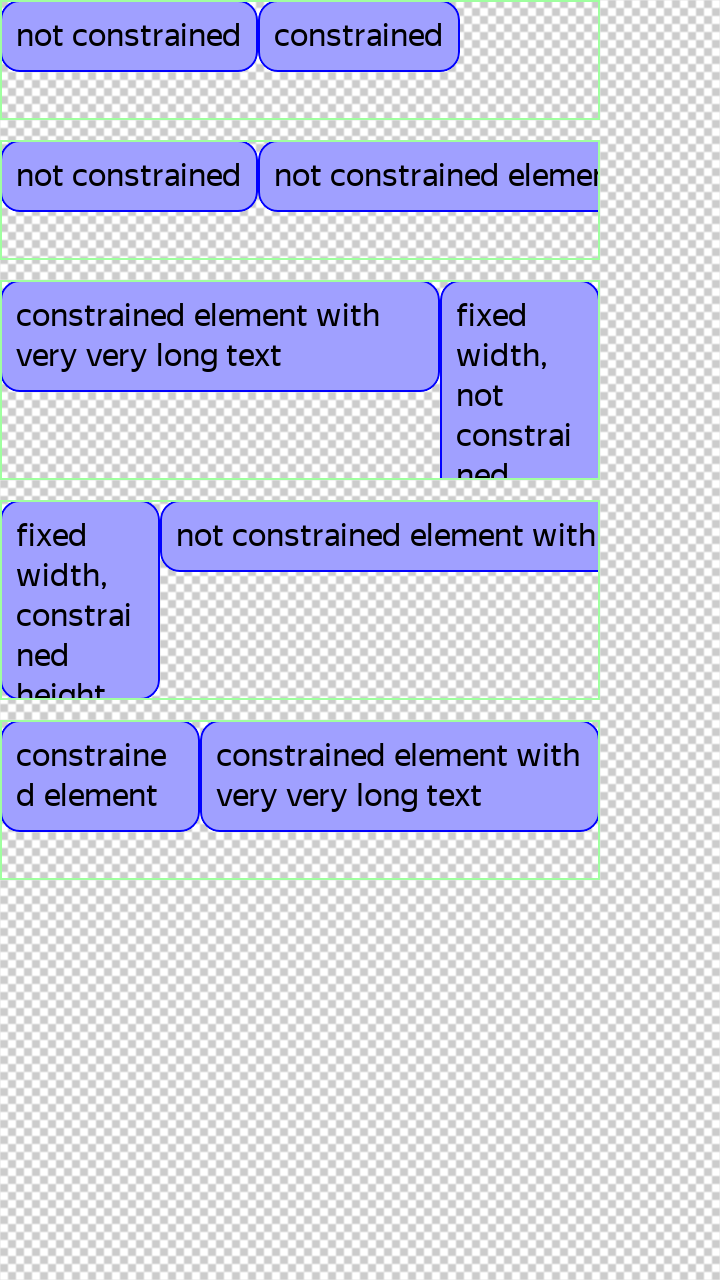 not constrained
constrained
not constrained
not constrained elemen
constrained element with
very very long text
fixed
width,
not
constrai
ned
fixed
width,
constrai
ned
height
not constrained element with
constraine
d element
constrained element with
very very long text